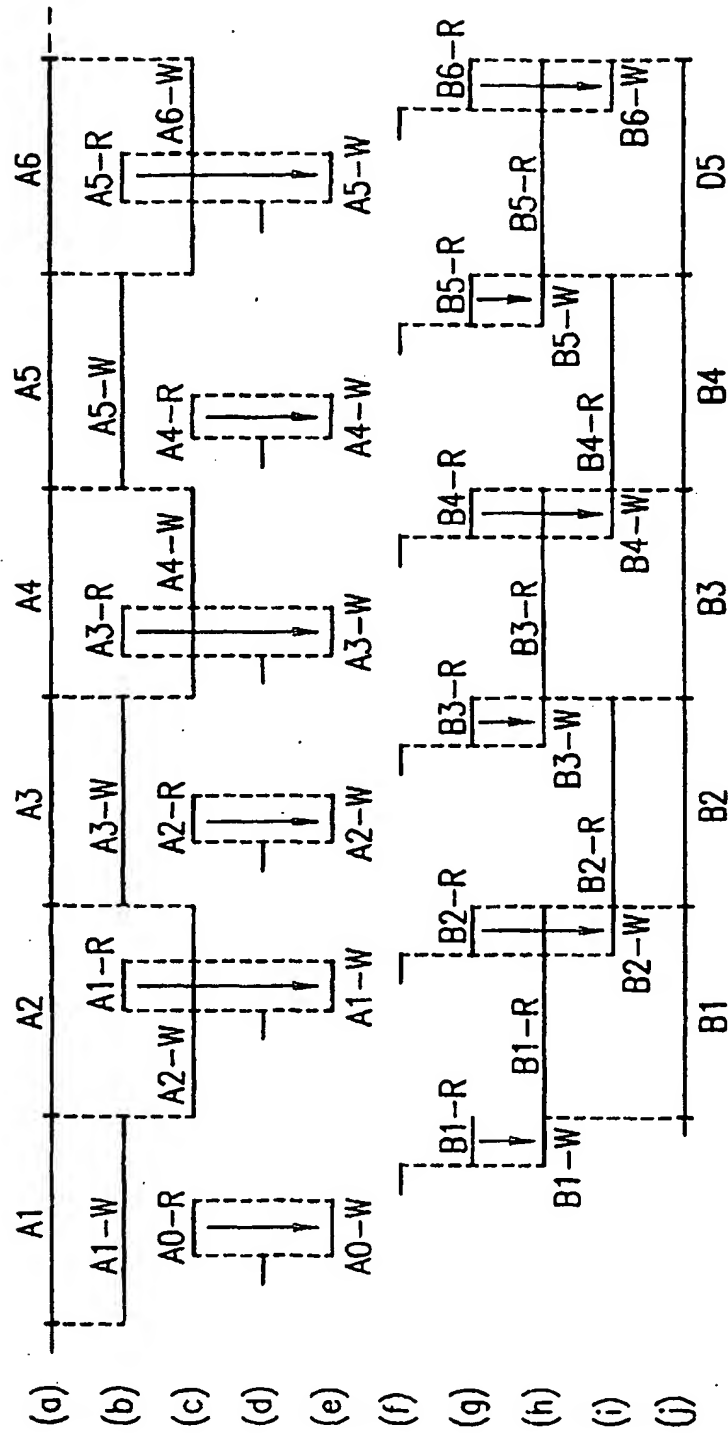 (a) A1 A2 A3 A4 A5 A6
(b) A1-W A1-R A3-W A3-R A5-W A5-R
(c) A0-R A2-W A2-R A4-W A4-R A6-W
(d)
(e) A0-W A1-W A2-W A3-W A4-W A5-W
(f)
(g) B1-R B2-R B3-R B4-R B5-R B6-R
(h) B1-W B1-R B3-W B3-R B5-W B5-R
(i) B2-W B2-R B4-W B4-R B6-W
(j) B1 B2 B3 B4 D5